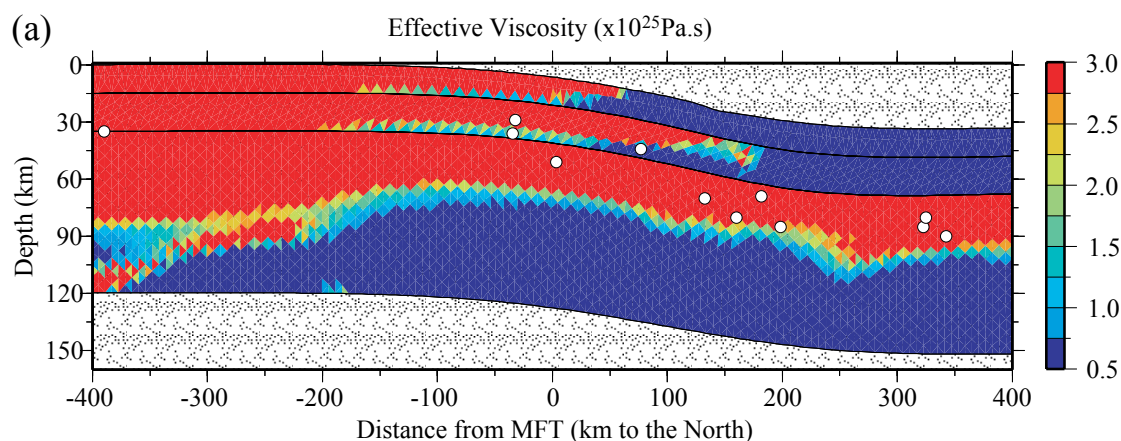 (a)
Effective Viscosity (x10²⁵Pa.s)
0
30
60
90
120
150
Depth (km)
-400 -300 -200 -100 0 100 200 300 400
Distance from MFT (km to the North)
3.0
2.5
2.0
1.5
1.0
0.5